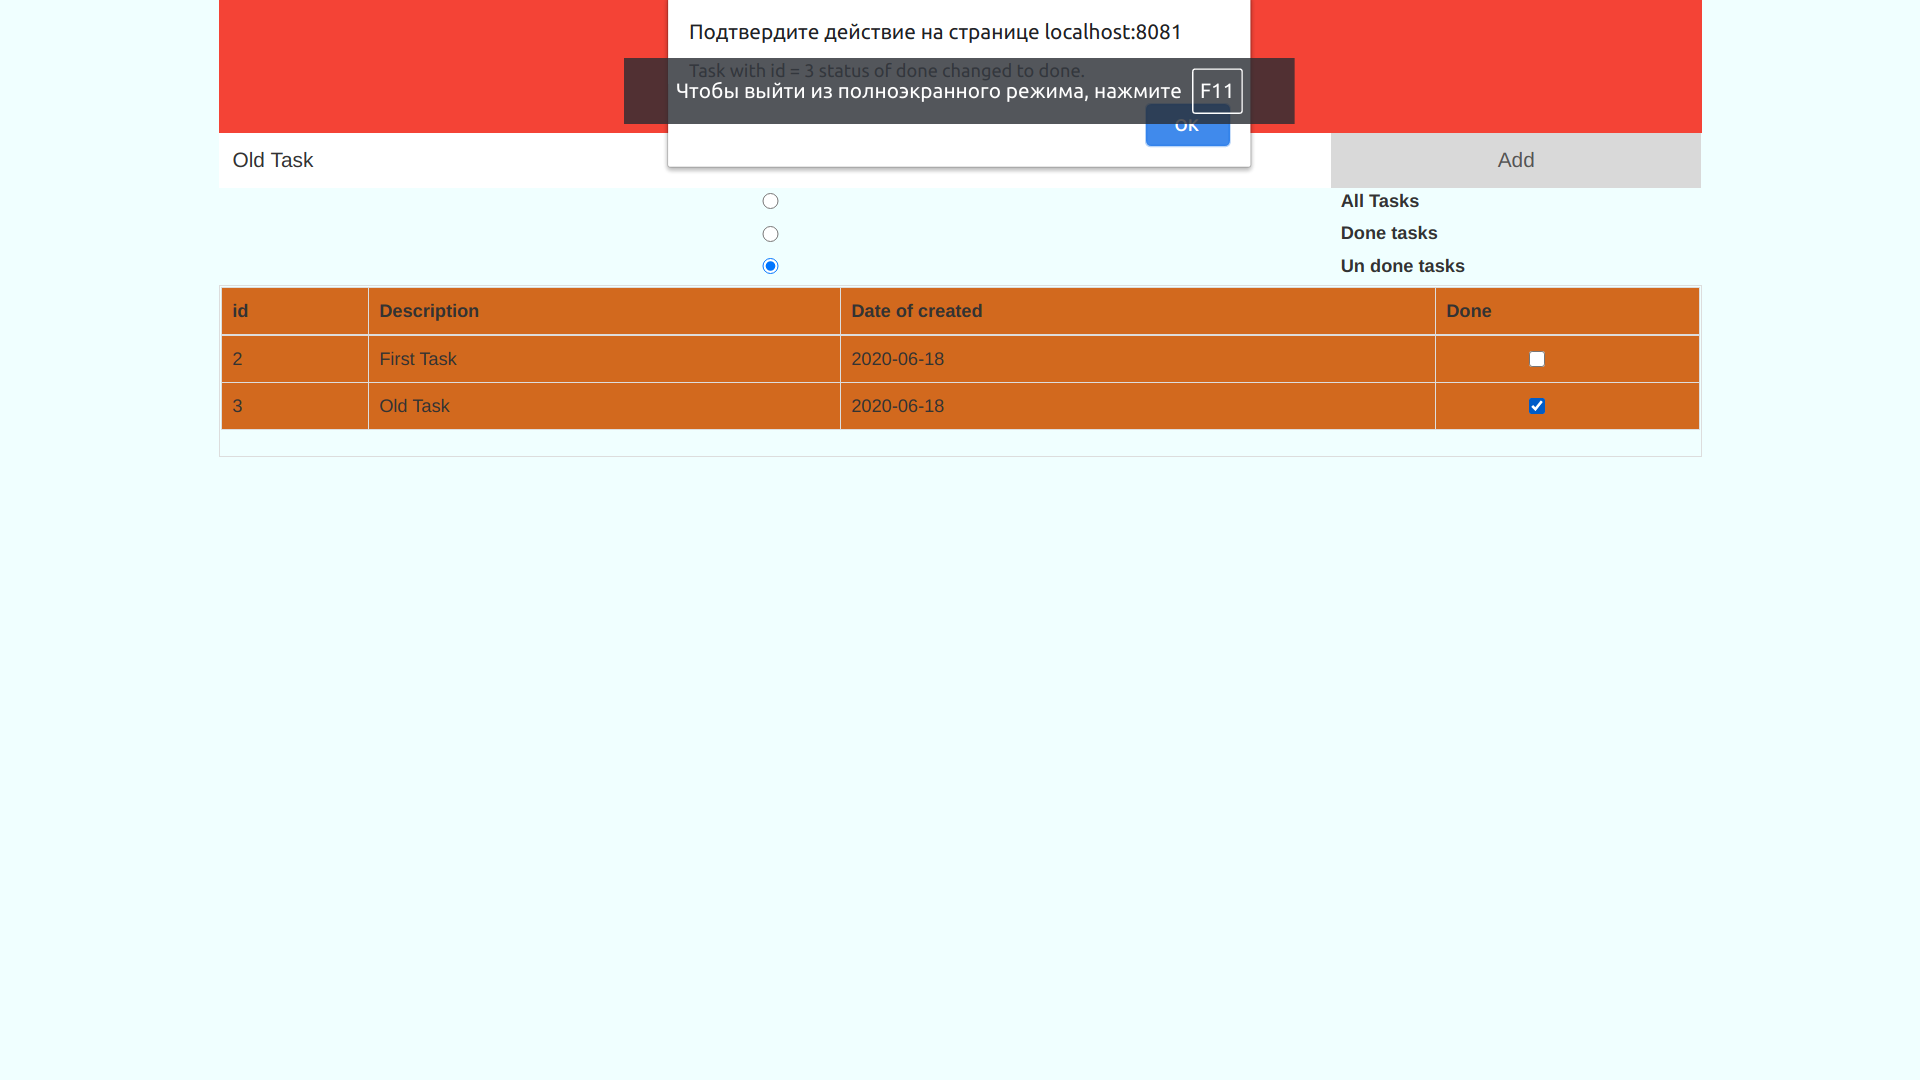 Подтвердите действие на странице localhost:8081
Task with id = 3 status of done changed to done.
Чтобы выйти из полноэкранного режима, нажмите F11
OK
Old Task Add
All Tasks
Done tasks
Un done tasks
id Description Date of created Done
2 First Task 2020-06-18
3 Old Task 2020-06-18